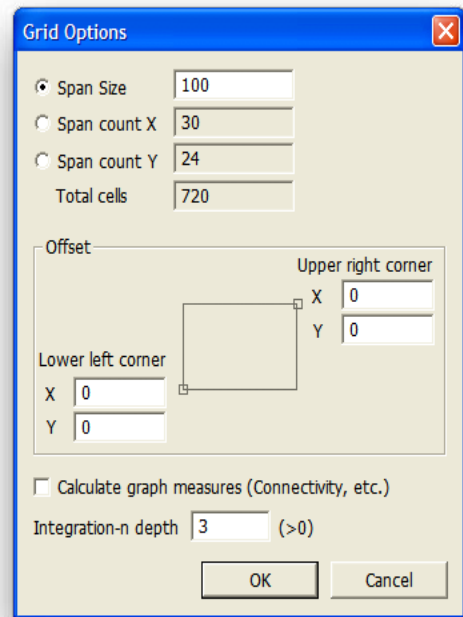 Grid Options
Span Size 100
Span count X 30
Span count Y 24
Total cells 720
Offset
Upper right corner
X 0
Y 0
Lower left corner
X 0
Y 0
Calculate graph measures (Connectivity, etc.)
Integration-n depth 3 (>0)
OK Cancel